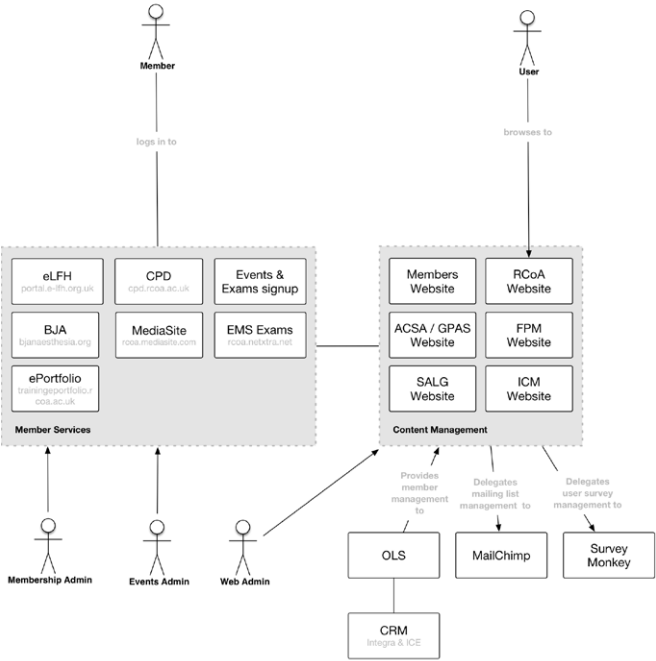 Member
User
logs in to
browses to
eLFH
portal.e-lfh.org.uk
CPD
cpd.rcoa.ac.uk
Events &
Exams signup
BJA
bjanaesthesia.org
MediaSite
rcoa.mediasite.com
EMS Exams
rcoa.netxtra.net
ePortfolio
trainingeportfolio.r
coa.ac.uk
Member Services
Members
Website
RCoA
Website
ACSA / GPAS
Website
FPM
Website
SALG
Website
ICM
Website
Content Management
Provides
member
management
to
Delegates
mailing list
management to
Delegates
user survey
management to
Membership Admin
Events Admin
Web Admin
OLS
MailChimp
Survey
Monkey
CRM
Integra & iCE